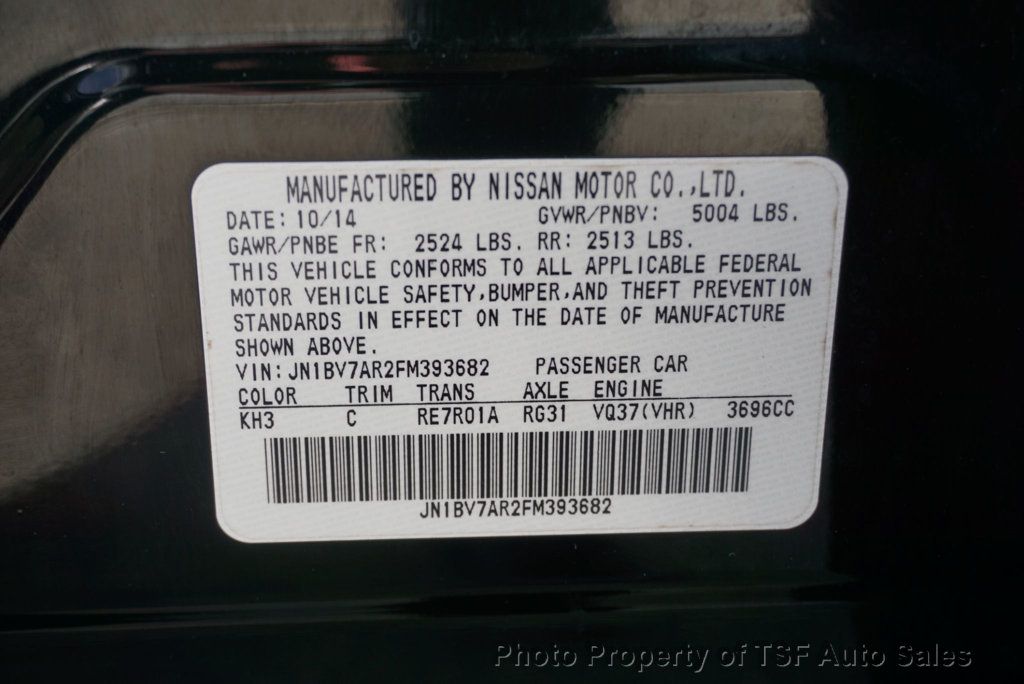 MANUFACTURED BY NISSAN MOTOR CO.,LTD.
DATE: 10/14 GVWR/PNBV: 5004 LBS.
GAWR/PNBE FR: 2524 LBS. RR: 2513 LBS.
THIS VEHICLE CONFORMS TO ALL APPLICABLE FEDERAL
MOTOR VEHICLE SAFETY,BUMPER,AND THEFT PREVENTION
STANDARDS IN EFFECT ON THE DATE OF MANUFACTURE
SHOWN ABOVE.
VIN:JN1BV7AR2FM393682 PASSENGER CAR
COLOR TRIM TRANS AXLE ENGINE
KH3 C RE7R01A RG31 VQ37(VHR) 3696CC
JN1BV7AR2FM393682
Photo Property of TSF Auto Sales